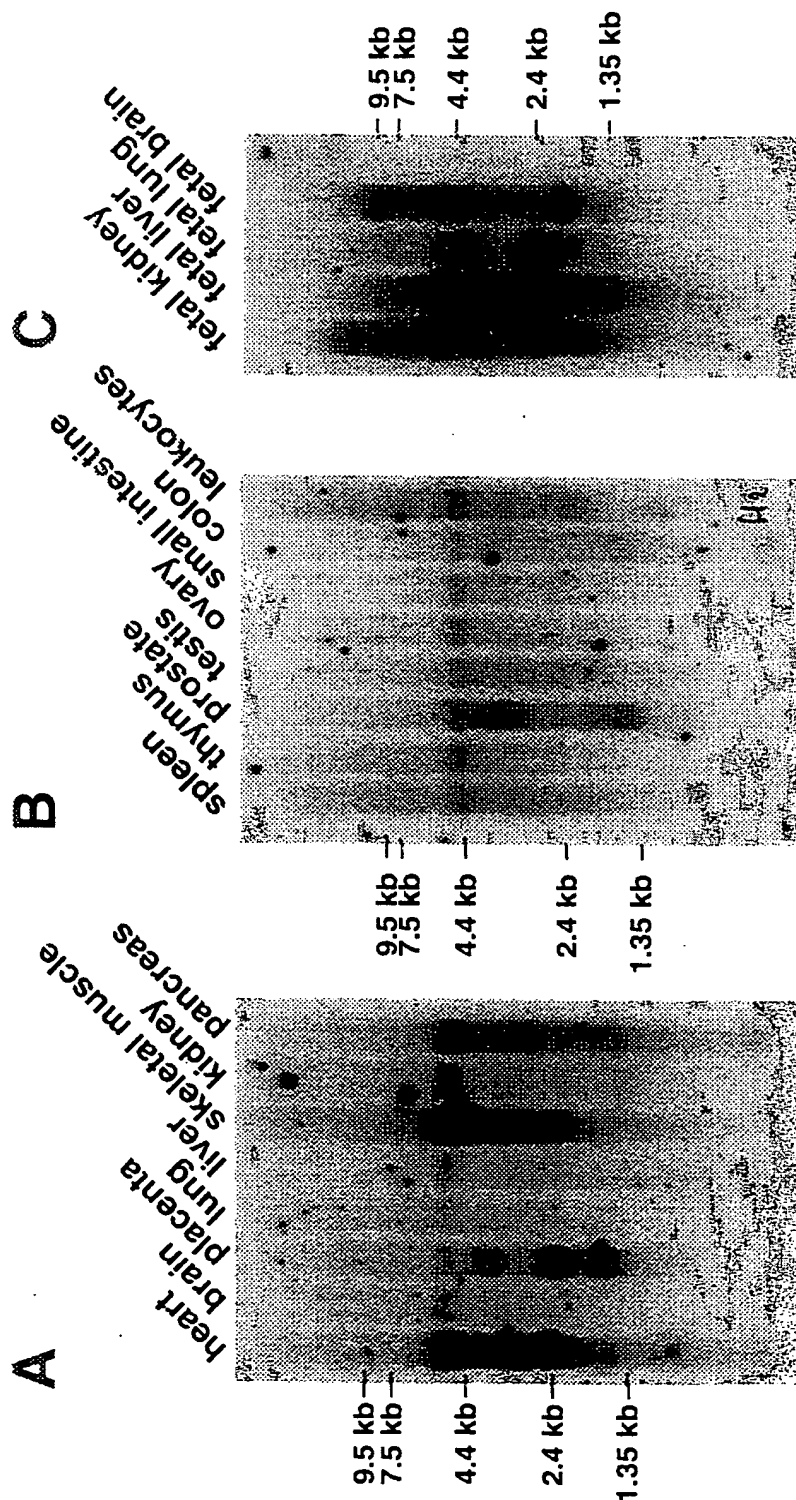 A
heart
brain
placenta
lung
liver
skeletal muscle
kidney
pancreas
9.5 kb
7.5 kb
4.4 kb
2.4 kb
1.35 kb
B
spleen
thymus
prostate
testis
ovary
small intestine
colon
leukocytes
9.5 kb
7.5 kb
4.4 kb
2.4 kb
1.35 kb
C
fetal kidney
fetal liver
fetal lung
fetal brain
9.5 kb
7.5 kb
4.4 kb
2.4 kb
1.35 kb